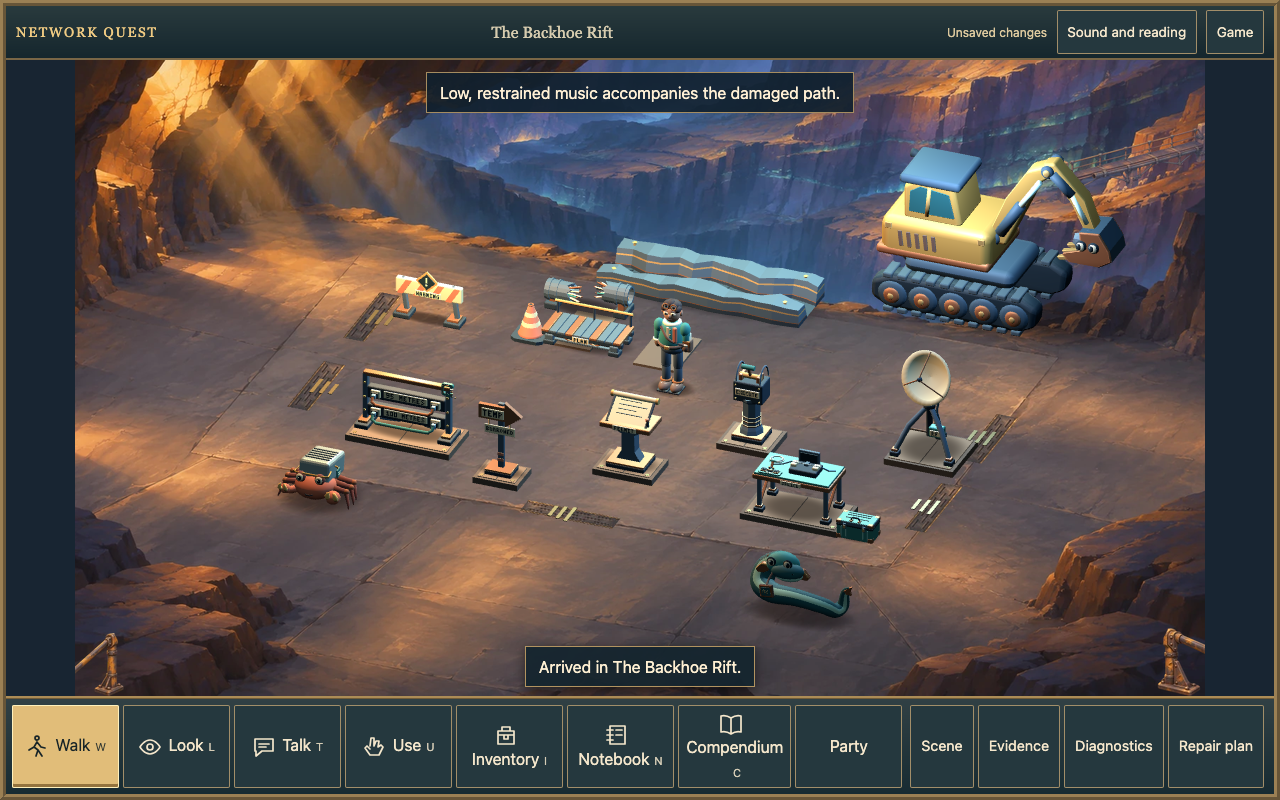 NETWORK QUEST
The Backhoe Rift
Unsaved changes
Sound and reading
Game
Low, restrained music accompanies the damaged path.
WARNING
TEMP
Arrived in The Backhoe Rift.
Walk W
Look L
Talk T
Use U
Inventory I
Notebook N
Compendium
C
Party
Scene
Evidence
Diagnostics
Repair plan